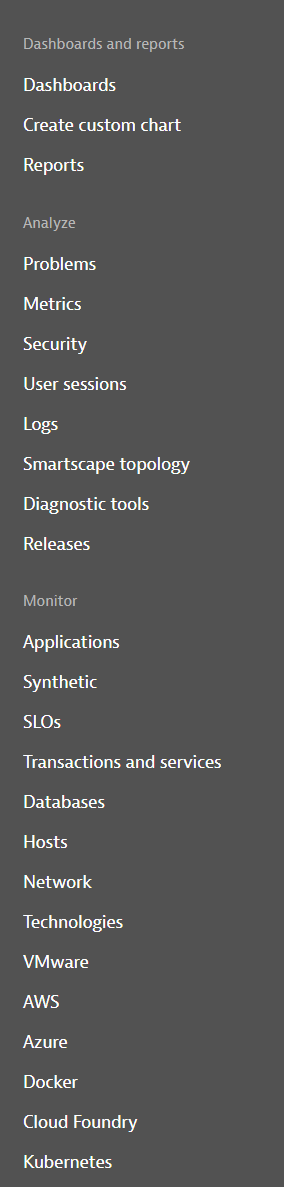 Dashboards and reports
Dashboards
Create custom chart
Reports
Analyze
Problems
Metrics
Security
User sessions
Logs
Smartscape topology
Diagnostic tools
Releases
Monitor
Applications
Synthetic
SLOs
Transactions and services
Databases
Hosts
Network
Technologies
VMware
AWS
Azure
Docker
Cloud Foundry
Kubernetes